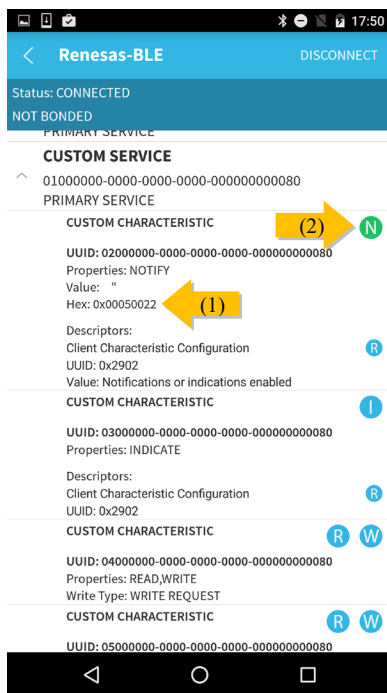 17:50
Renesas-BLE
DISCONNECT
Status: CONNECTED
NOT BONDED
PRIMARY SERVICE
CUSTOM SERVICE
01000000-0000-0000-0000-000000000080
PRIMARY SERVICE
CUSTOM CHARACTERISTIC
(2)
N
UUID: 02000000-0000-0000-0000-000000000080
Properties: NOTIFY
Value: "
Hex: 0x00050022
(1)
Descriptors:
Client Characteristic Configuration
R
UUID: 0x2902
Value: Notifications or indications enabled
CUSTOM CHARACTERISTIC
I
UUID: 03000000-0000-0000-0000-000000000080
Properties: INDICATE
Descriptors:
Client Characteristic Configuration
R
UUID: 0x2902
CUSTOM CHARACTERISTIC
R W
UUID: 04000000-0000-0000-0000-000000000080
Properties: READ,WRITE
Write Type: WRITE REQUEST
CUSTOM CHARACTERISTIC
R W
UUID: 05000000-0000-0000-0000-000000000080